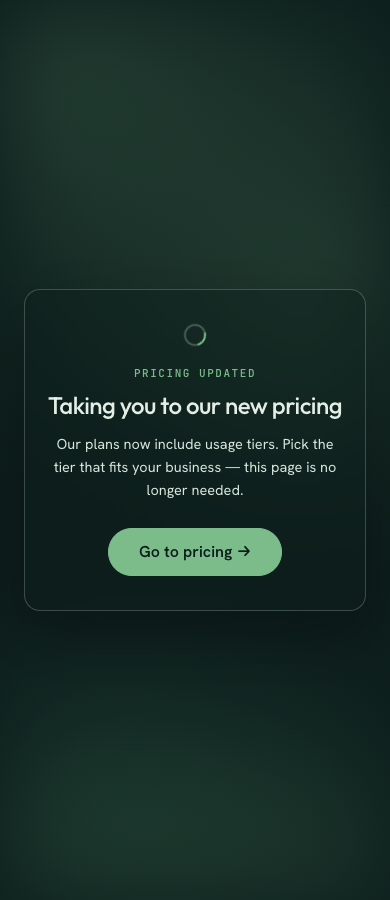 PRICING UPDATED
Taking you to our new pricing
Our plans now include usage tiers. Pick the
tier that fits your business — this page is no
longer needed.
Go to pricing →